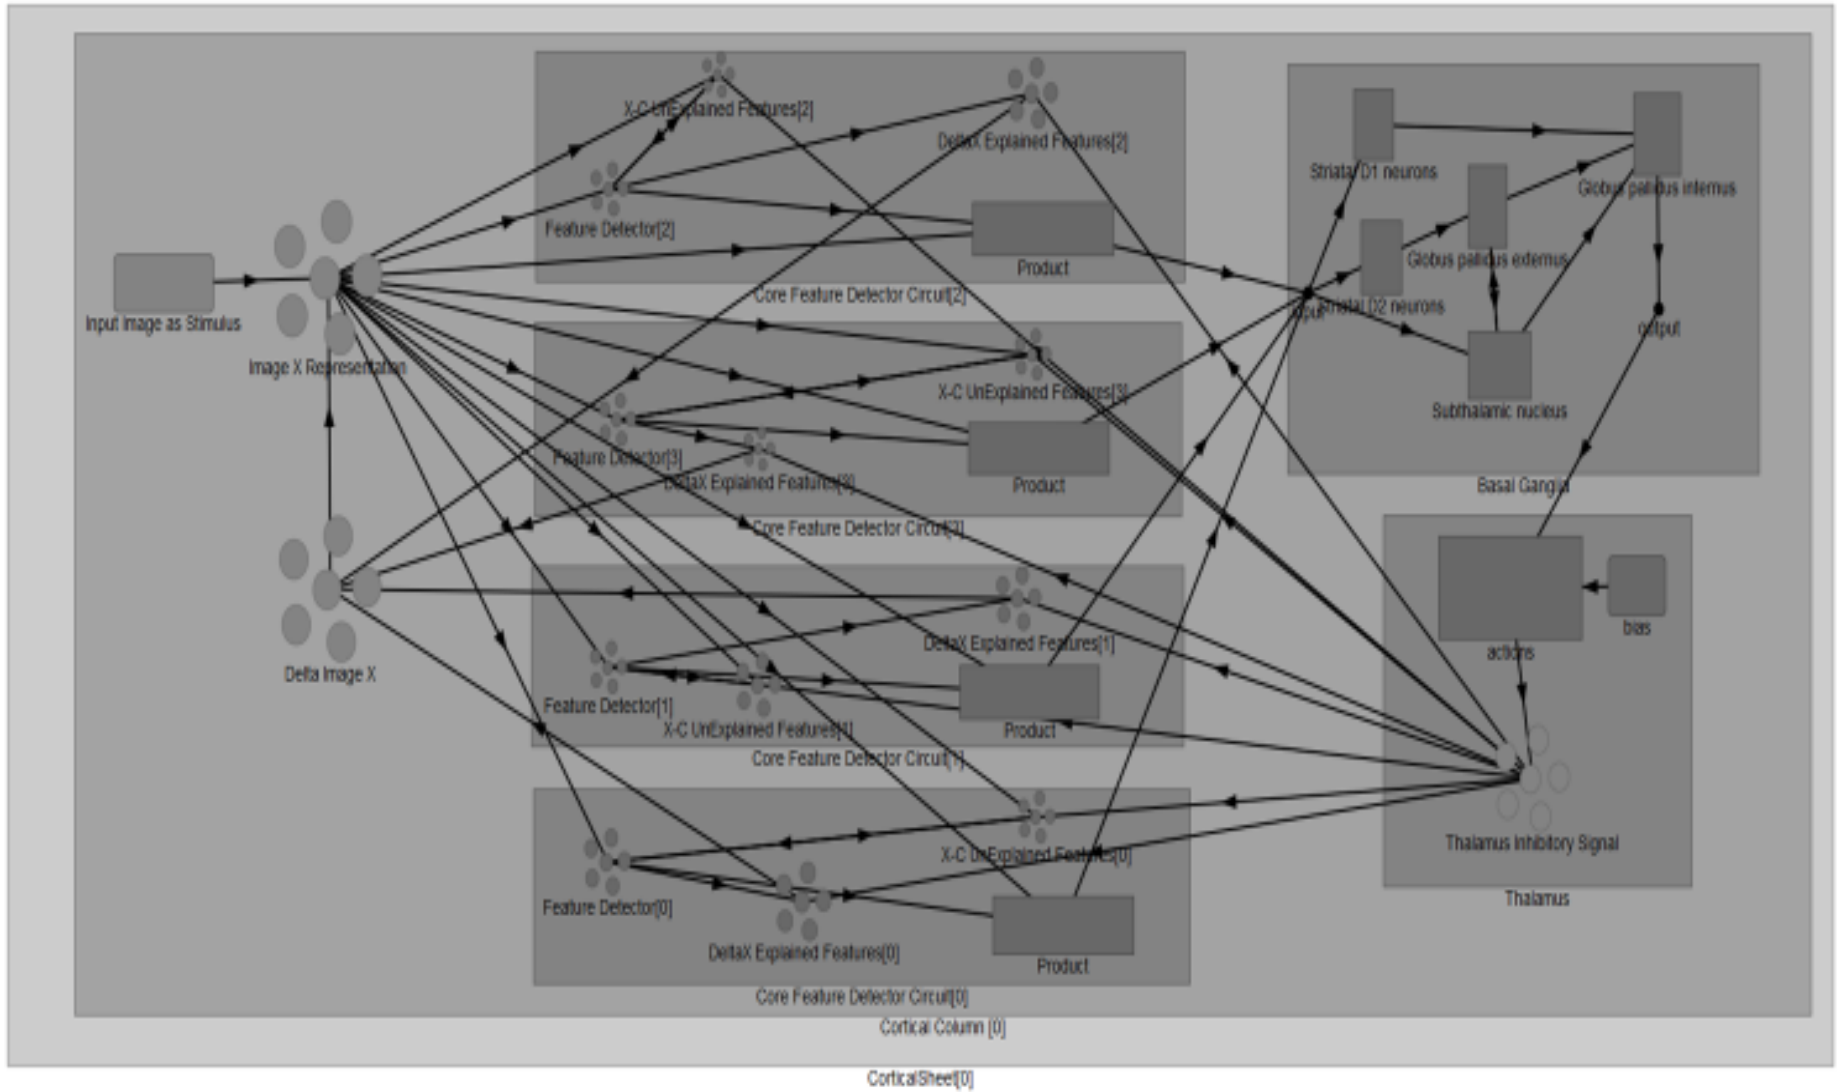 X-C UnExplained Features[2]
DeltaX Explained Features[2]
Feature Detector[2]
Product
Core Feature Detector Circuit[2]
Input Image as Stimulus
Image X Representation
X-C UnExplained Features[3]
Feature Detector[3]
DeltaX Explained Features[3]
Product
Core Feature Detector Circuit[3]
Delta Image X
DeltaX Explained Features[1]
Feature Detector[1]
X-C UnExplained Features[1]
Product
Core Feature Detector Circuit[1]
X-C UnExplained Features[0]
Feature Detector[0]
DeltaX Explained Features[0]
Product
Core Feature Detector Circuit[0]
Striatal D1 neurons
Globus pallidus internus
Globus pallidus externus
input
Striatal D2 neurons
output
Subthalamic nucleus
Basal Ganglia
bias
actions
Thalamus Inhibitory Signal
Thalamus
Cortical Column [0]
CorticalSheet[0]